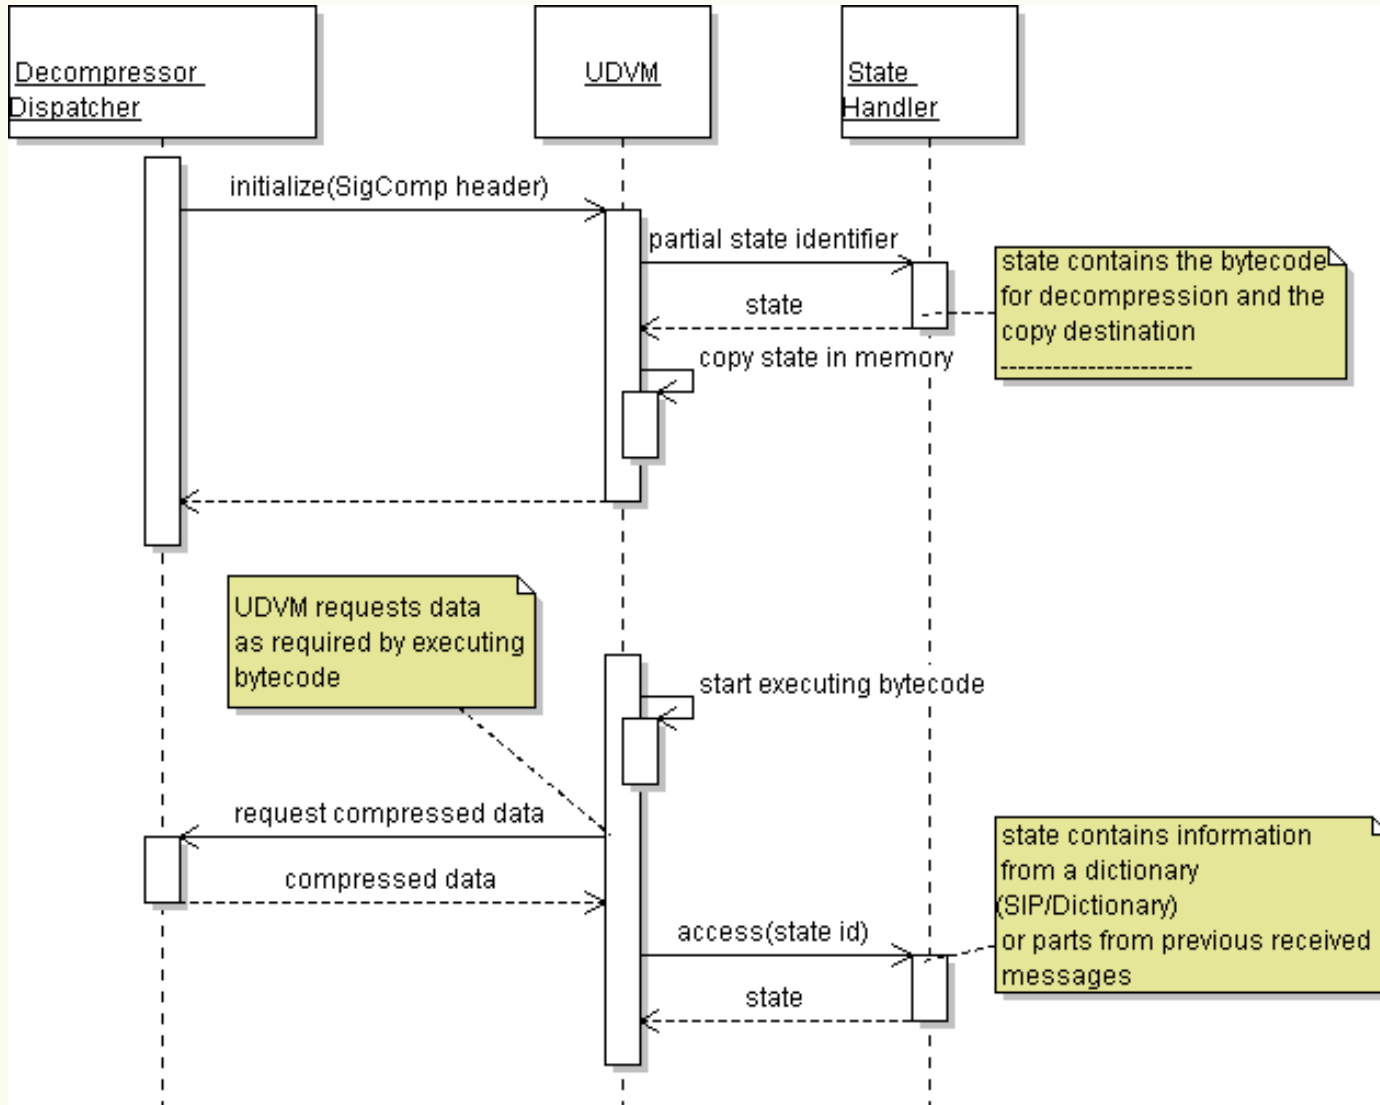 Decompressor
Dispatcher
UDVM
State
Handler
initialize(SigComp header)
partial state identifier
state contains the bytecode
for decompression and the
copy destination
----------------------
state
copy state in memory
UDVM requests data
as required by executing
bytecode
start executing bytecode
request compressed data
compressed data
state contains information
from a dictionary
(SIP/Dictionary)
or parts from previous received
messages
access(state id)
state